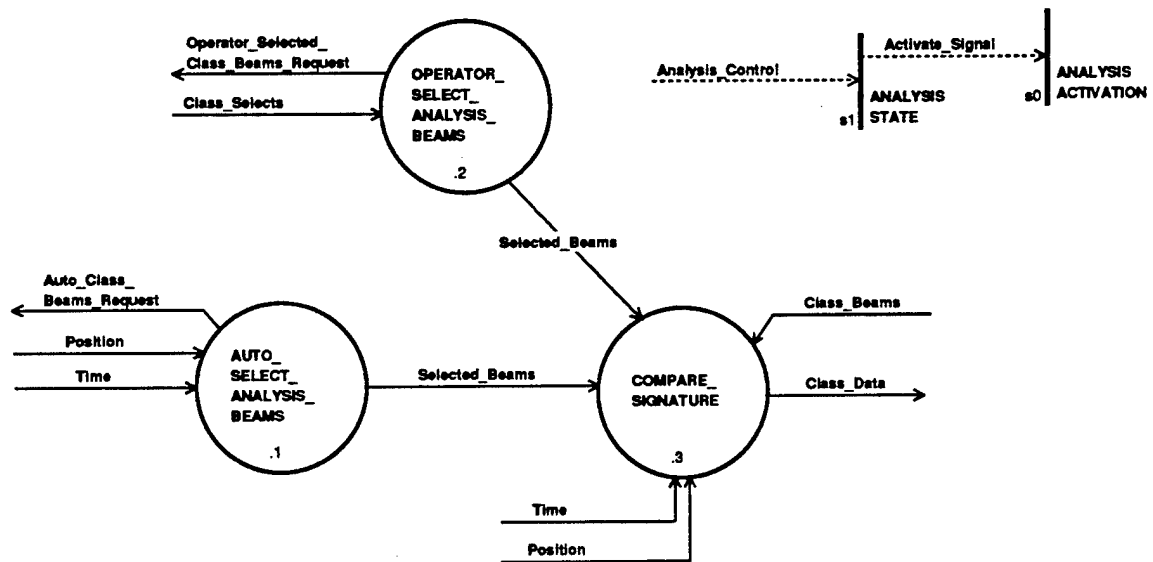 Operator_Selected_
Class_Beams_Request
Class_Selects
OPERATOR_
SELECT_
ANALYSIS_
BEAMS
.2
Analysis_Control
Activate_Signal
s1
ANALYSIS
STATE
s0
ANALYSIS
ACTIVATION
Selected_Beams
Auto_Class_
Beams_Request
Position
Time
AUTO_
SELECT_
ANALYSIS_
BEAMS
.1
Selected_Beams
COMPARE_
SIGNATURE
.3
Class_Beams
Class_Data
Time
Position